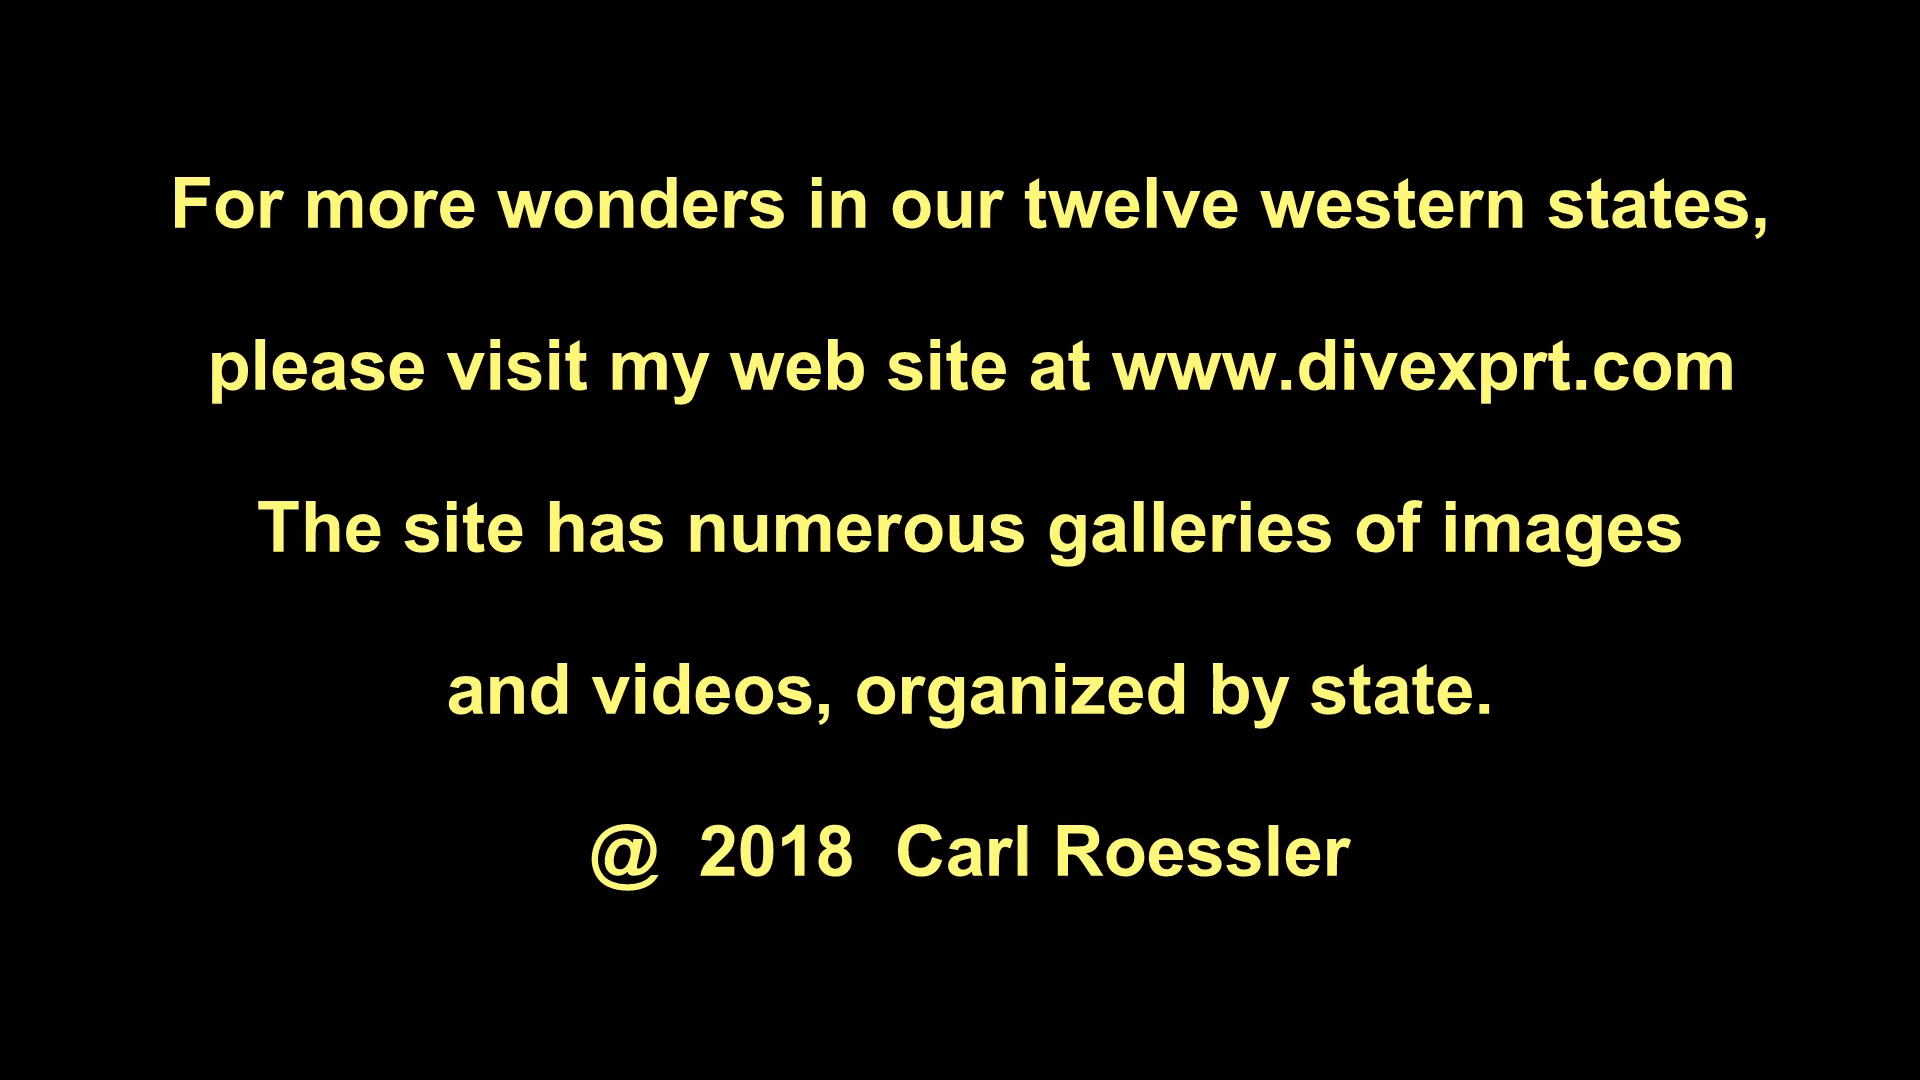 For more wonders in our twelve western states,
please visit my web site at www.divexprt.com
The site has numerous galleries of images
and videos, organized by state.
@ 2018 Carl Roessler